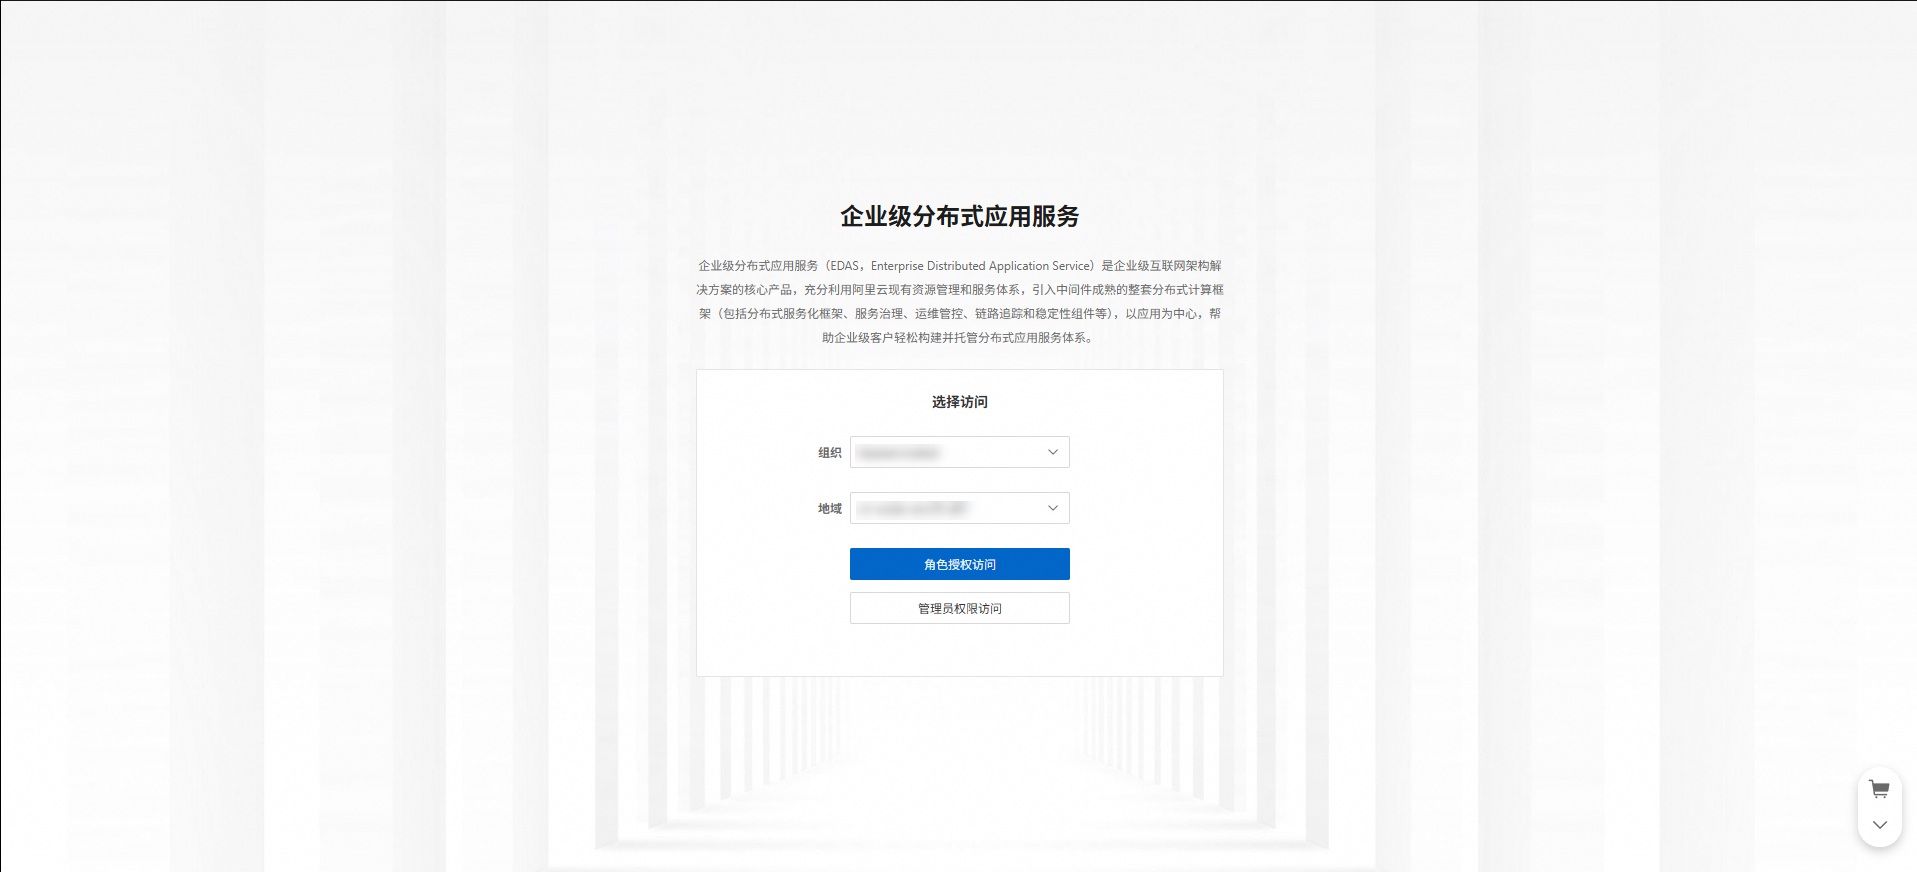 企业级分布式应用服务
企业级分布式应用服务（EDAS，Enterprise Distributed Application Service）是企业级互联网架构解
决方案的核心产品，充分利用阿里云现有资源管理和服务体系，引入中间件成熟的整套分布式计算框
架（包括分布式服务化框架、服务治理、运维管控、链路追踪和稳定性组件等），以应用为中心，帮
助企业级客户轻松构建并托管分布式应用服务体系。
选择访问
组织
地域
角色授权访问
管理员权限访问